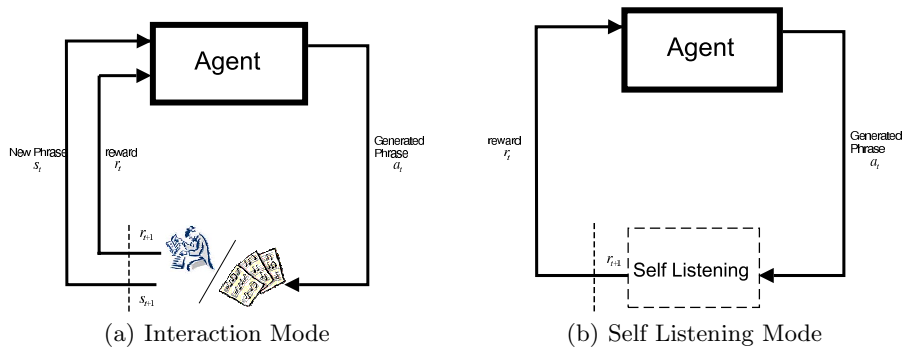 Agent
New Phrase
s_t
reward
r_t
Generated
Phrase
a_t
r_{t+1}
s_{t+1}
(a) Interaction Mode
Agent
reward
r_t
Generated
Phrase
a_t
r_{t+1}
Self Listening
(b) Self Listening Mode